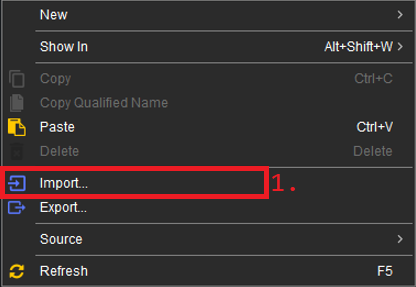 New
Show In Alt+Shift+W
Copy Ctrl+C
Copy Qualified Name
Paste Ctrl+V
Delete Delete
Import... 1.
Export...
Source
Refresh F5